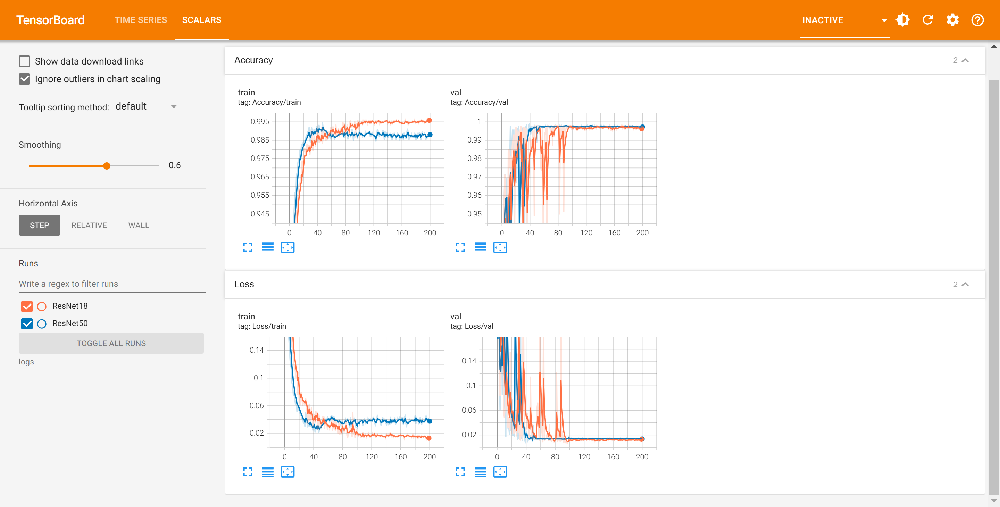 TensorBoard
TIME SERIES
SCALARS
INACTIVE
Show data download links
Ignore outliers in chart scaling
Tooltip sorting method: default
Smoothing
0.6
Horizontal Axis
STEP RELATIVE WALL
Runs
Write a regex to filter runs
ResNet18
ResNet50
TOGGLE ALL RUNS
logs
Accuracy
2
train
tag: Accuracy/train
0.995
0.985
0.975
0.965
0.955
0.945
0 40 80 120 160 200
val
tag: Accuracy/val
1
0.99
0.98
0.97
0.96
0.95
0 40 80 120 160 200
Loss
2
train
tag: Loss/train
0.14
0.1
0.06
0.02
0 40 80 120 160 200
val
tag: Loss/val
0.14
0.1
0.06
0.02
0 40 80 120 160 200